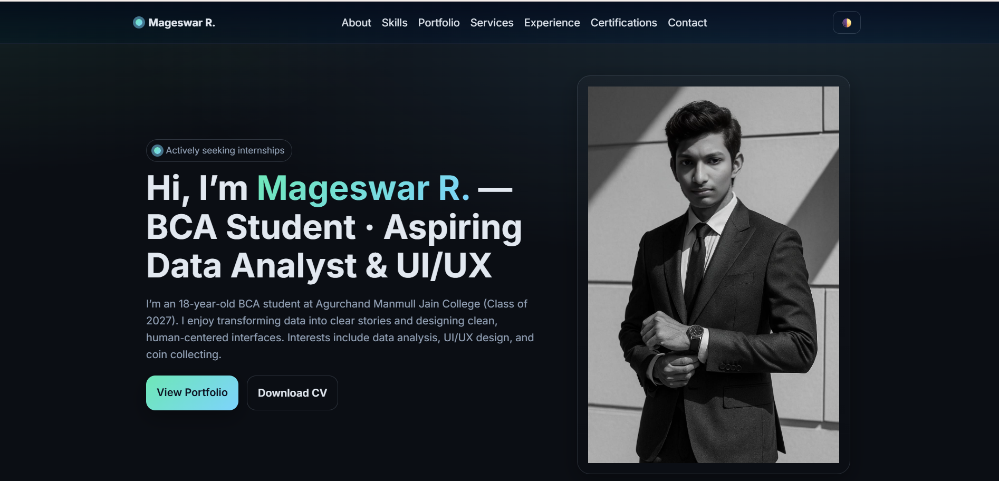 Mageswar R.
About Skills Portfolio Services Experience Certifications Contact
Actively seeking internships
Hi, I’m Mageswar R. —
BCA Student · Aspiring
Data Analyst & UI/UX
I’m an 18-year-old BCA student at Agurchand Manmull Jain College (Class of
2027). I enjoy transforming data into clear stories and designing clean,
human-centered interfaces. Interests include data analysis, UI/UX design, and
coin collecting.
View Portfolio
Download CV